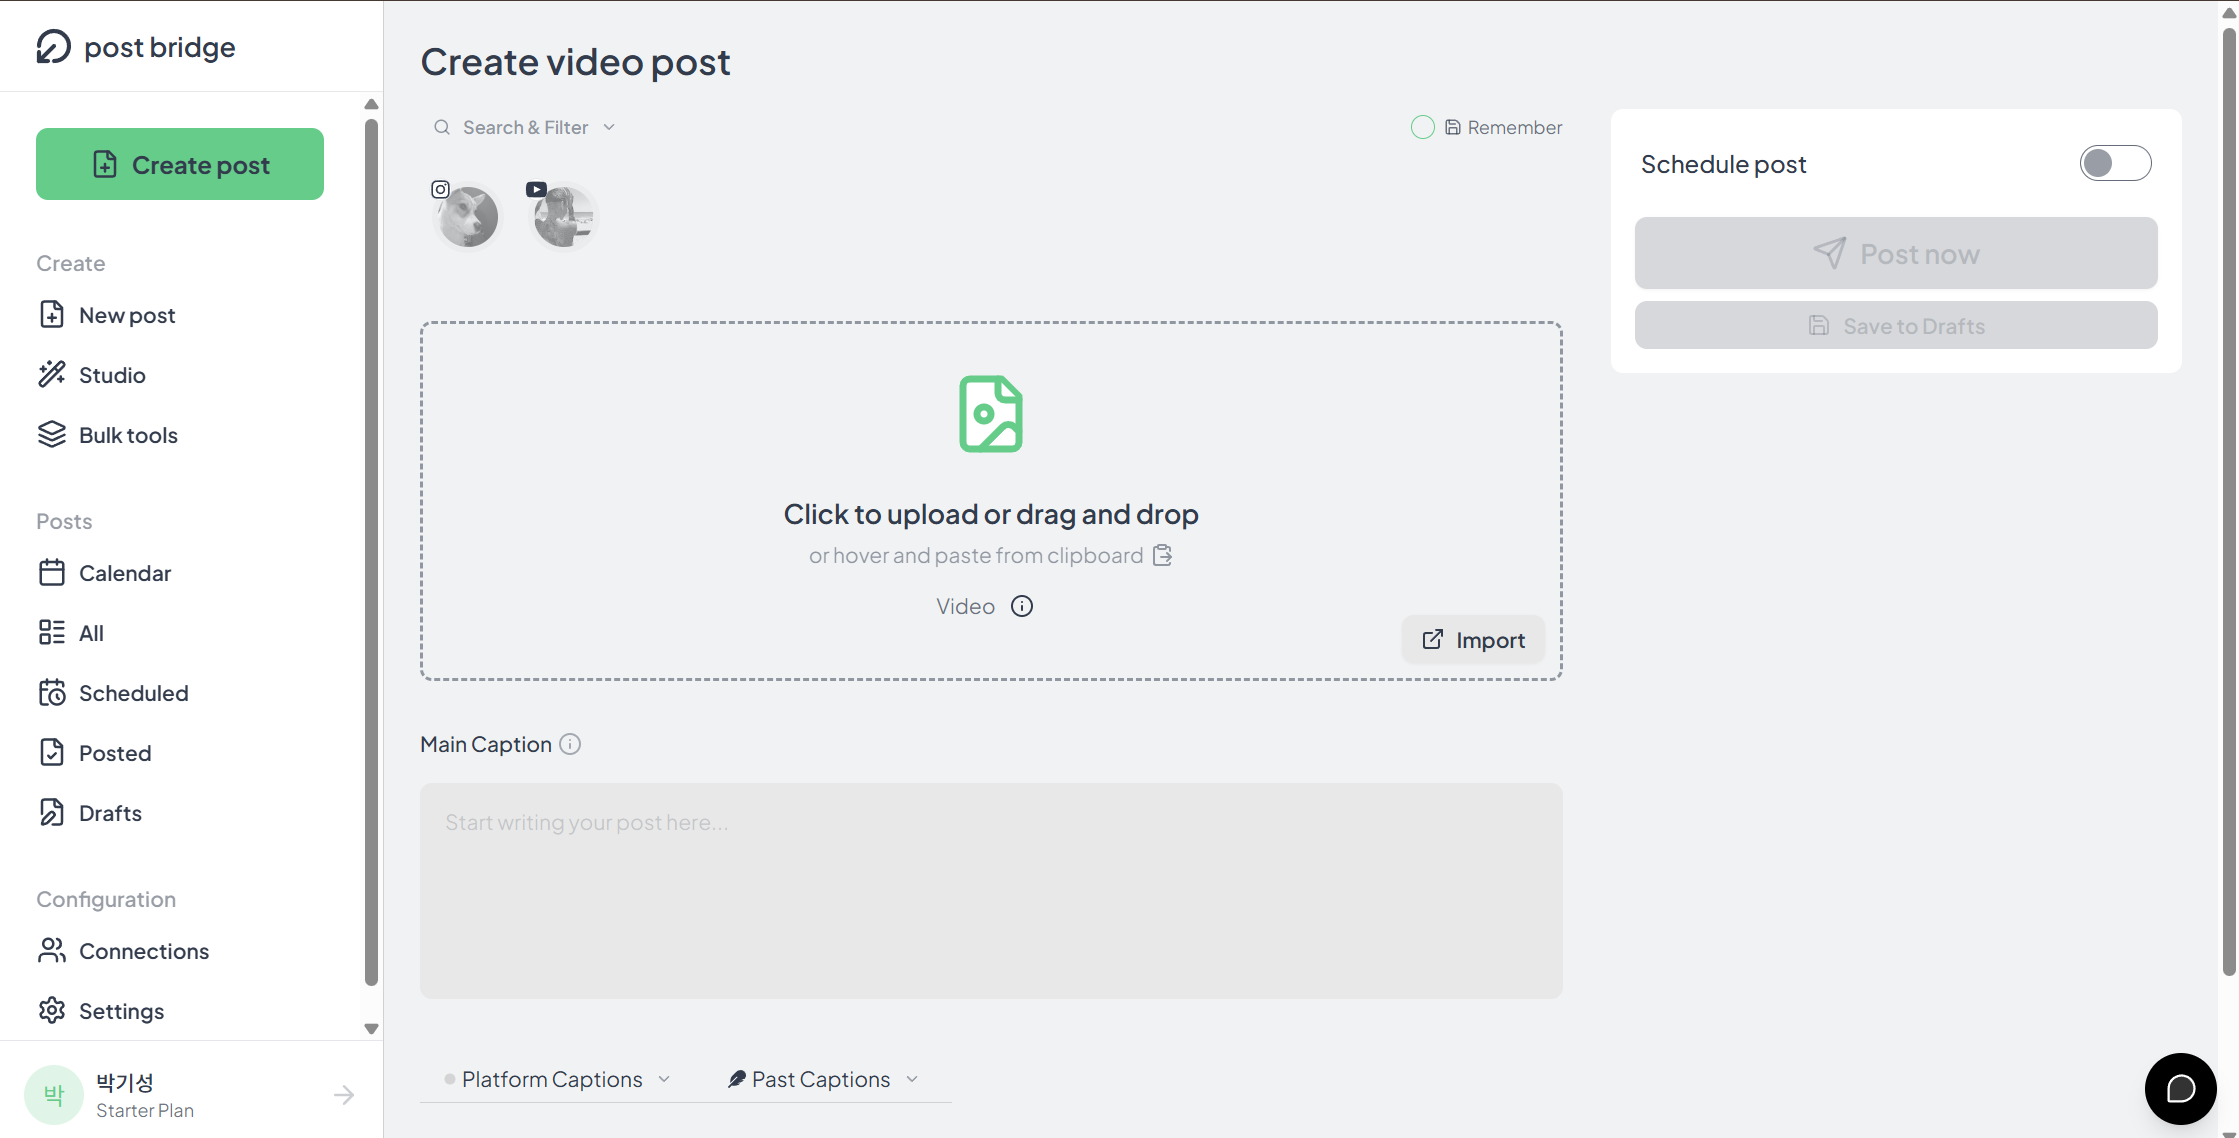 post bridge
Create post
Create
New post
Studio
Bulk tools
Posts
Calendar
All
Scheduled
Posted
Drafts
Configuration
Connections
Settings
박
박기성
Starter Plan
Create video post
Search & Filter
Remember
Click to upload or drag and drop
or hover and paste from clipboard
Video
Import
Main Caption
Start writing your post here...
Platform Captions
Past Captions
Schedule post
Post now
Save to Drafts